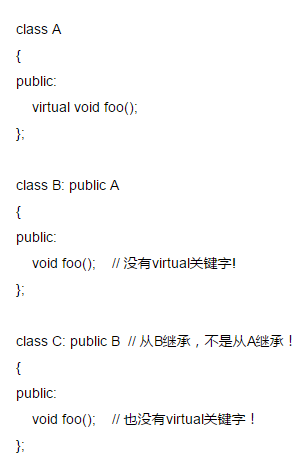 class A
{
public:
virtual void foo();
};
class B: public A
{
public:
void foo();    // 没有virtual关键字!
};
class C: public B  // 从B继承，不是从A继承！
{
public:
void foo();    // 也没有virtual关键字！
};